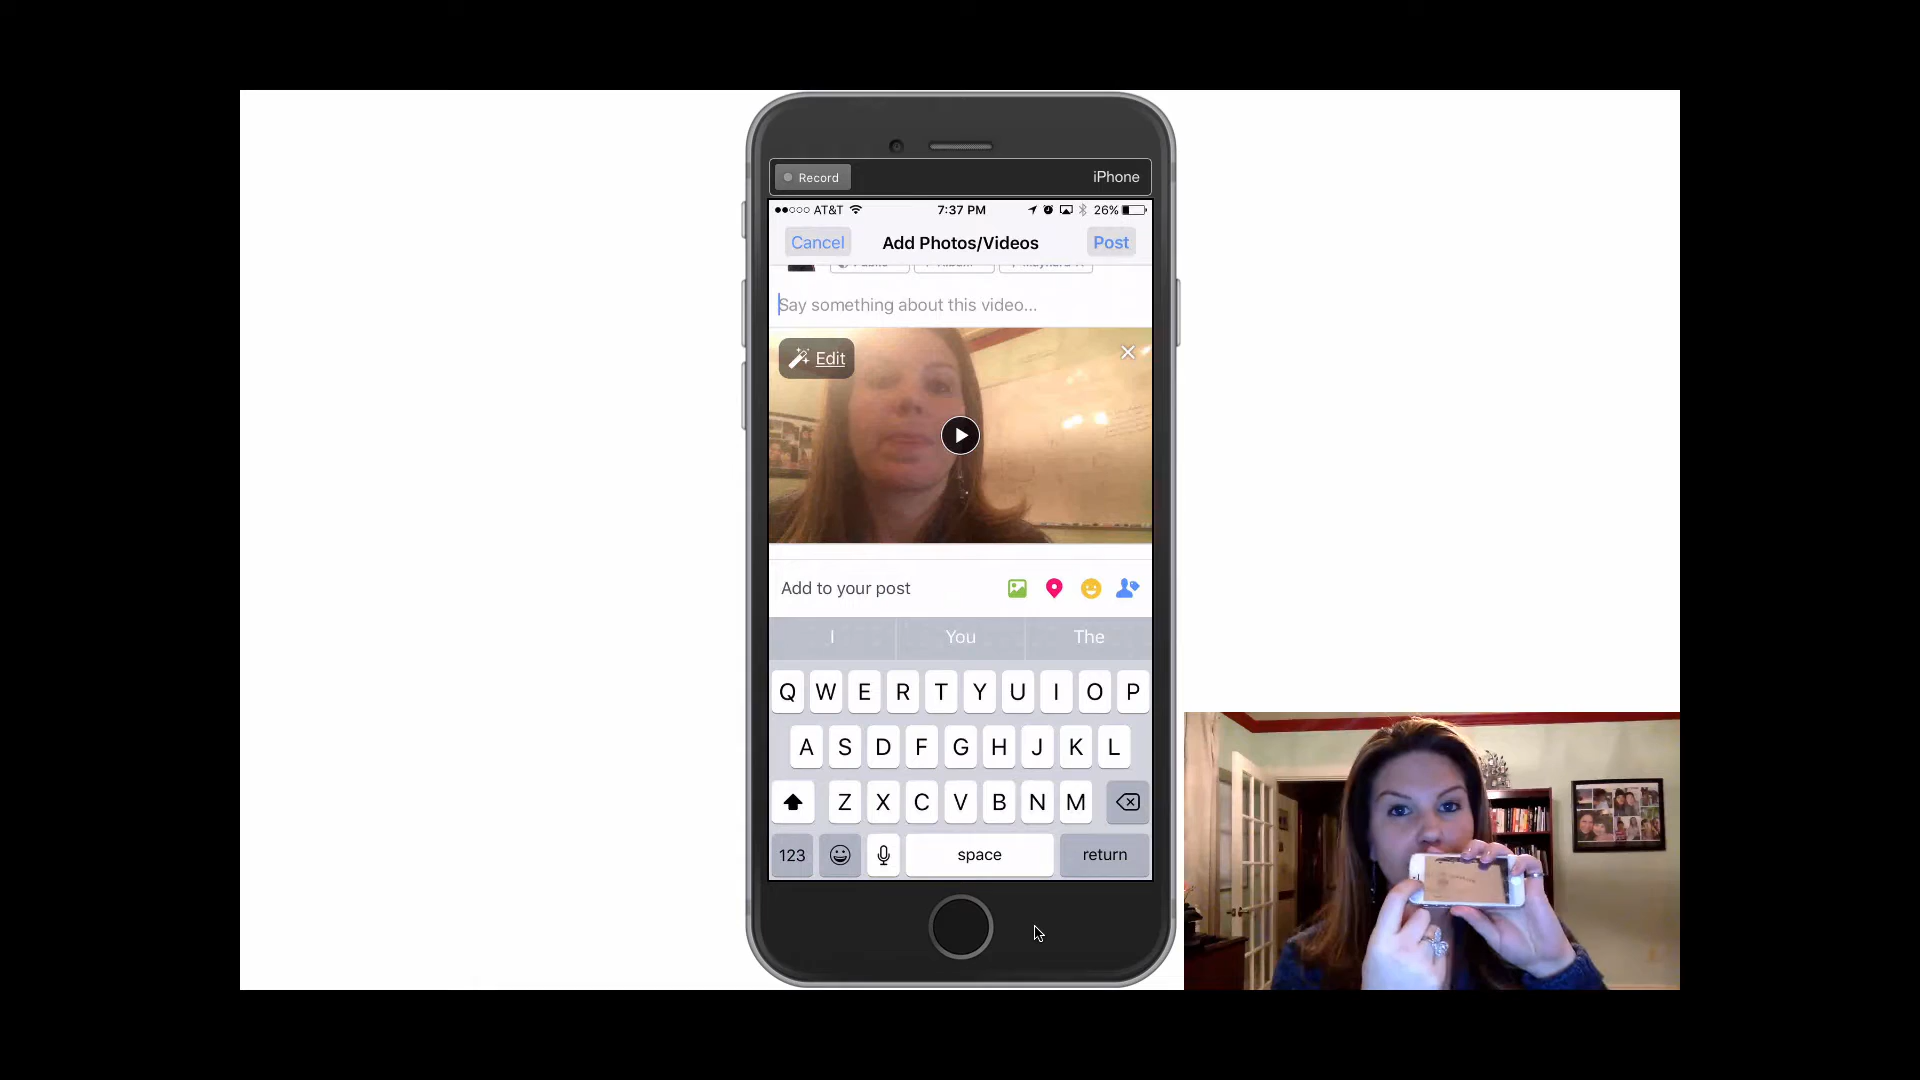 Record iPhone
AT&T 7:37 PM 26%
Cancel Add Photos/Videos Post
Say something about this video...
Edit
Add to your post
I You The
Q W E R T Y U I O P
A S D F G H J K L
Z X C V B N M
123 space return